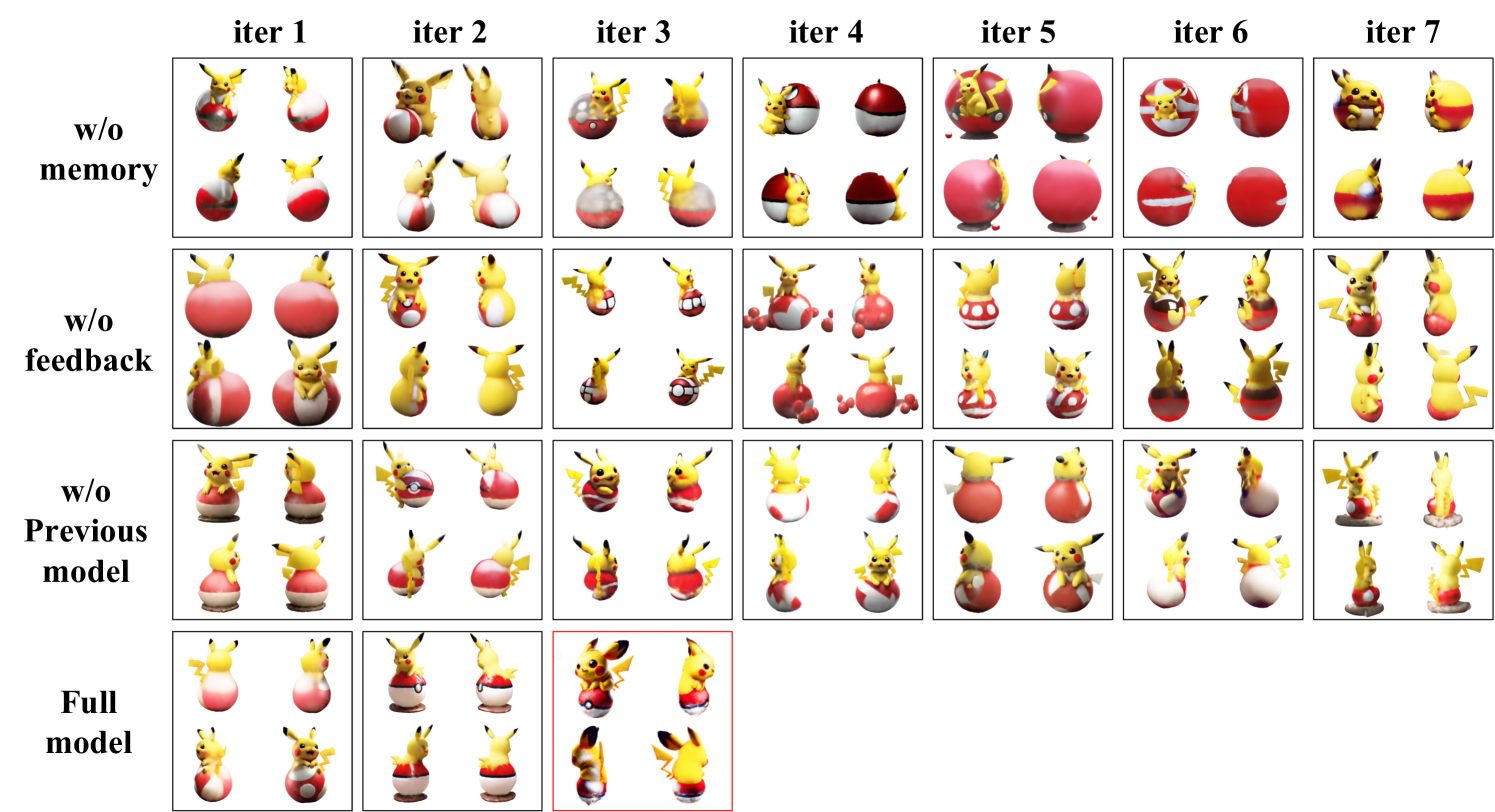 iter 1 iter 2 iter 3 iter 4 iter 5 iter 6 iter 7
w/o
memory
w/o
feedback
w/o
Previous
model
Full
model